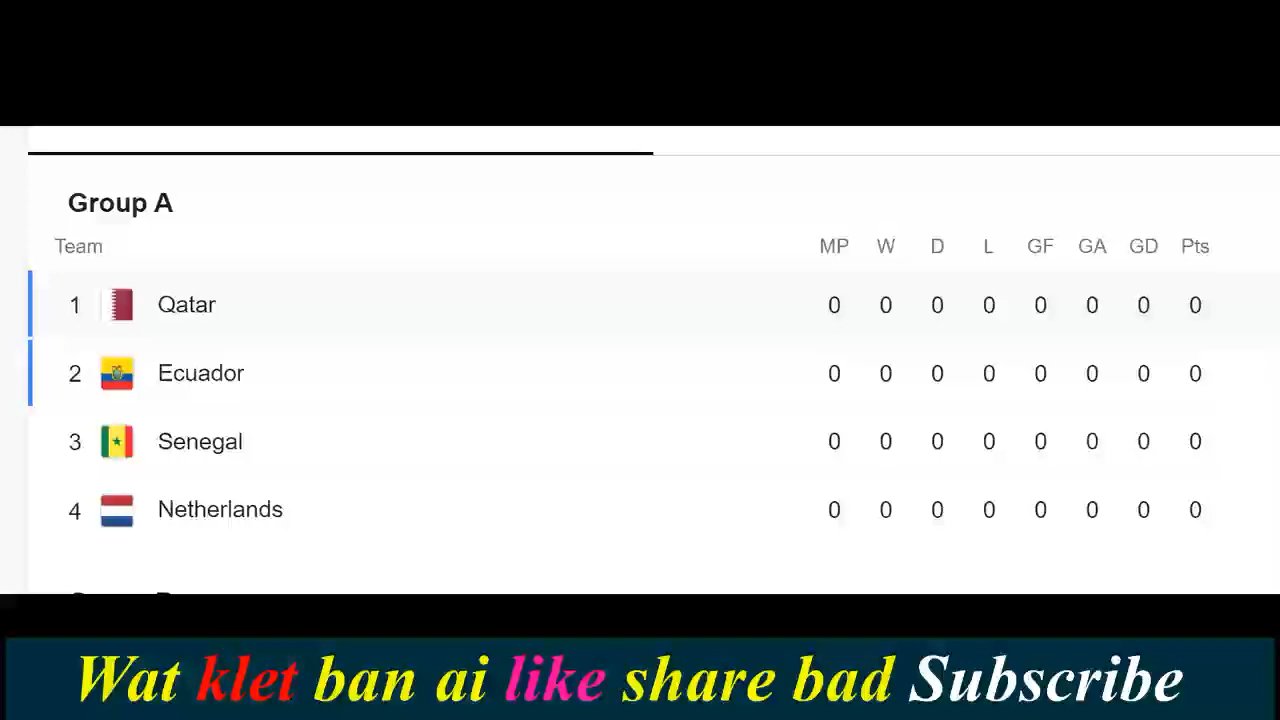 Group A
Team MP W D L GF GA GD Pts
1 Qatar 0 0 0 0 0 0 0 0
2 Ecuador 0 0 0 0 0 0 0 0
3 Senegal 0 0 0 0 0 0 0 0
4 Netherlands 0 0 0 0 0 0 0 0
Wat klet ban ai like share bad Subscribe